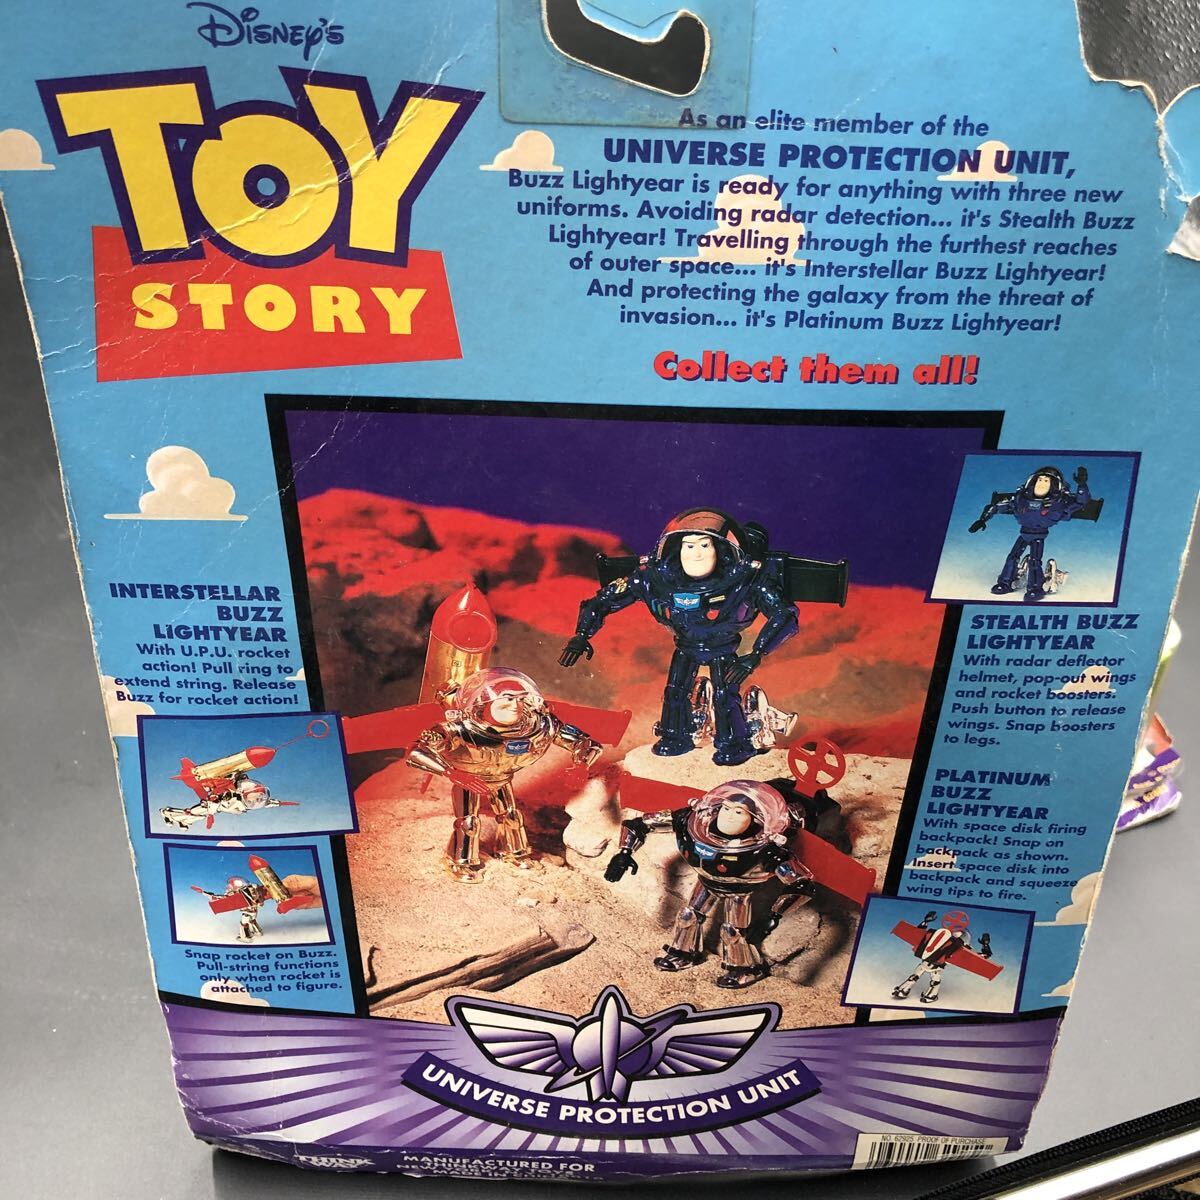 DISNEY'S
TOY
STORY
As an elite member of the
UNIVERSE PROTECTION UNIT,
Buzz Lightyear is ready for anything with three new
uniforms. Avoiding radar detection... it's Stealth Buzz
Lightyear! Travelling through the furthest reaches
of outer space... it's Interstellar Buzz Lightyear!
And protecting the galaxy from the threat of
invasion... it's Platinum Buzz Lightyear!
Collect them all!
INTERSTELLAR
BUZZ
LIGHTYEAR
With U.P.U. rocket
action! Pull ring to
extend string. Release
Buzz for rocket action!
Snap rocket on Buzz.
Pull-string functions
only when rocket is
attached to figure.
STEALTH BUZZ
LIGHTYEAR
With radar deflector
helmet, pop-out wings
and rocket boosters.
Push button to release
wings. Snap boosters
to legs.
PLATINUM
BUZZ
LIGHTYEAR
With space disk firing
backpack! Snap on
backpack as shown.
Insert space disk into
backpack and squeeze
wing tips to fire.
UNIVERSE PROTECTION UNIT
NO. 62925 PROOF OF PURCHASE
THINK
WAY
MANUFACTURED FOR
THINKWAY TOYS